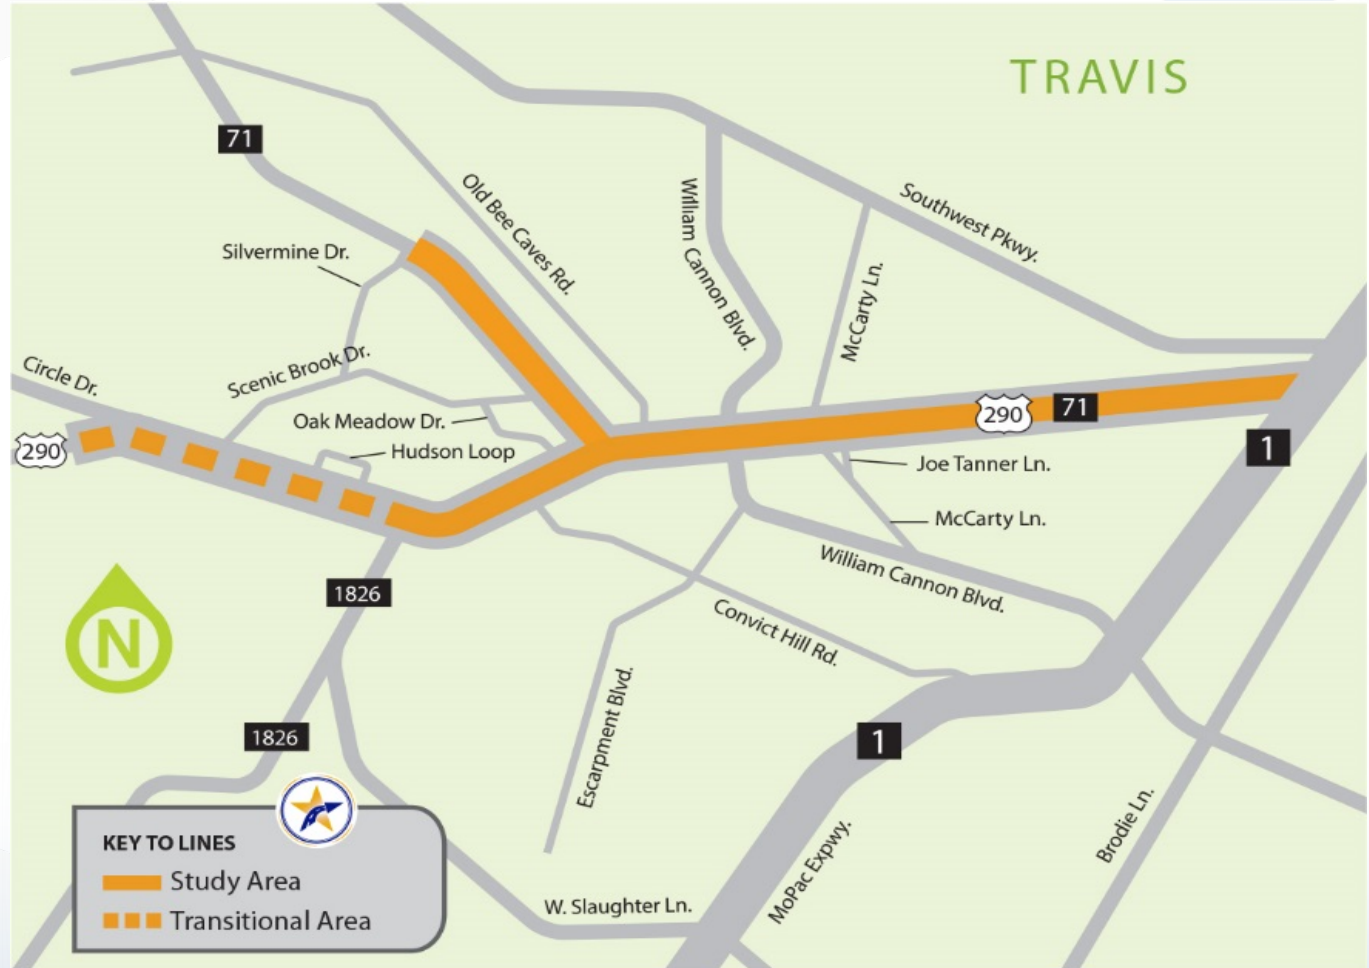 TRAVIS
71
Old Bee Caves Rd.
William Cannon Blvd.
Southwest Pkwy.
Silvermine Dr.
McCarty Ln.
Circle Dr.
Scenic Brook Dr.
Oak Meadow Dr.
290
71
290
Hudson Loop
1
Joe Tanner Ln.
McCarty Ln.
William Cannon Blvd.
1826
N
Convict Hill Rd.
Escarpment Blvd.
1826
1
Brodie Ln.
MoPac Expwy.
W. Slaughter Ln.
KEY TO LINES
Study Area
Transitional Area